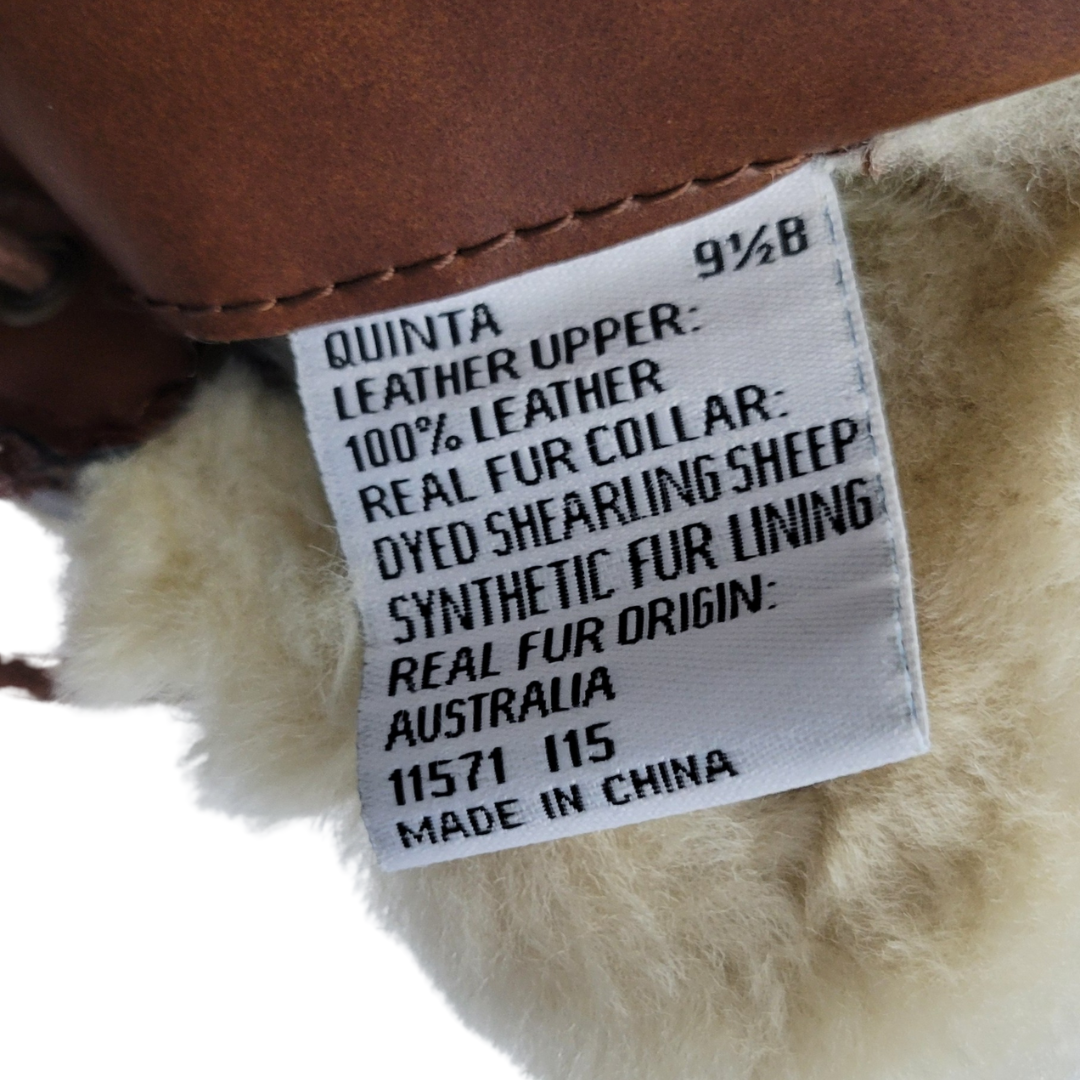 9½B
QUINTA
LEATHER UPPER:
100% LEATHER
REAL FUR COLLAR:
DYED SHEARLING SHEEP
SYNTHETIC FUR LINING
REAL FUR ORIGIN:
AUSTRALIA
11571 I15
MADE IN CHINA